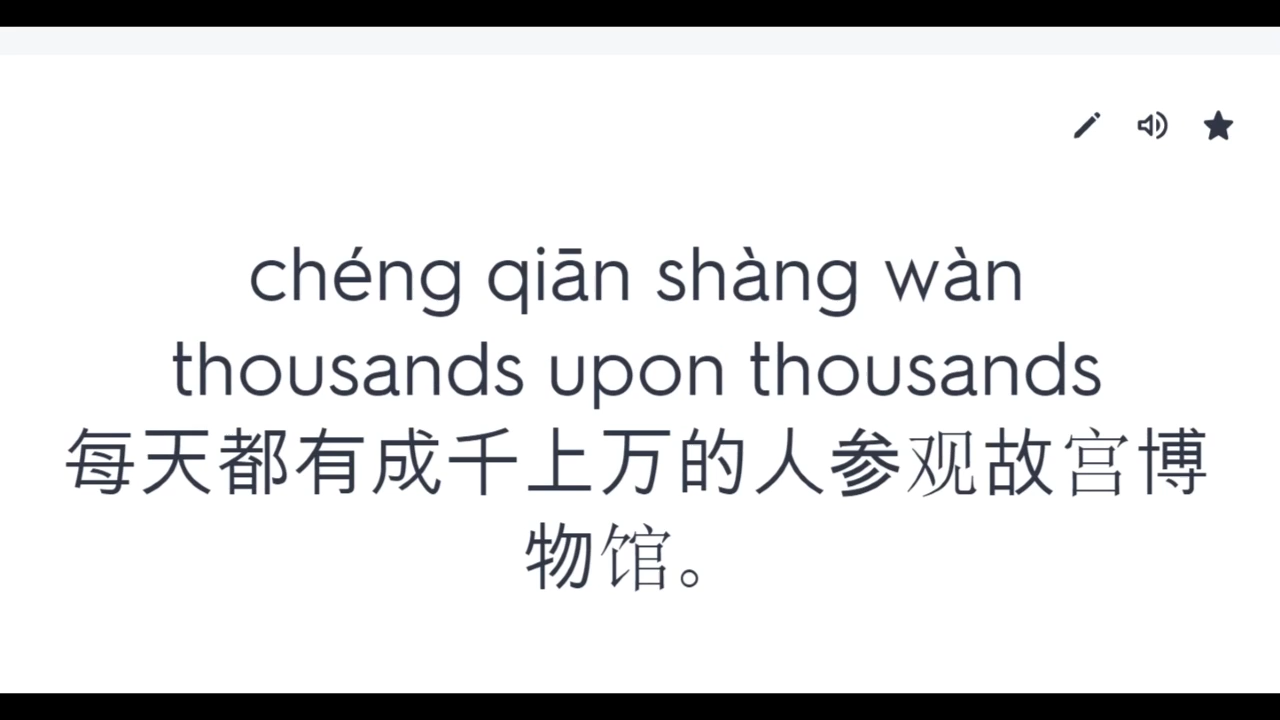 chéng qiān shàng wàn
thousands upon thousands
每天都有成千上万的人参观故宫博
物馆。